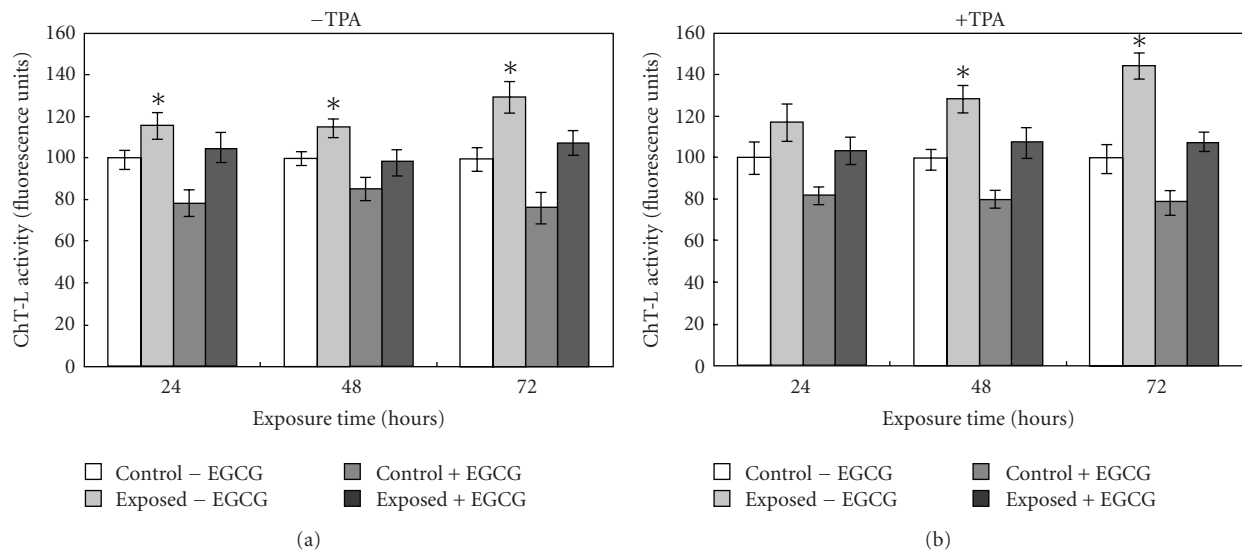 −TPA
ChT-L activity (fluorescence units)
160
140
120
100
80
60
40
20
0
* * *
24 48 72
Exposure time (hours)
Control − EGCG Control + EGCG
Exposed − EGCG Exposed + EGCG
(a)
+TPA
ChT-L activity (fluorescence units)
160
140
120
100
80
60
40
20
0
* *
24 48 72
Exposure time (hours)
Control − EGCG Control + EGCG
Exposed − EGCG Exposed + EGCG
(b)